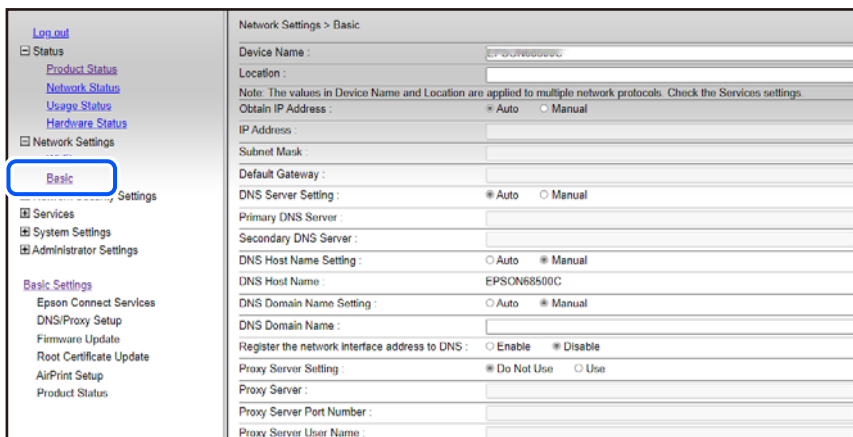 Log out
Status
Product Status
Network Status
Usage Status
Hardware Status
Network Settings
Basic
Settings
Services
System Settings
Administrator Settings
Basic Settings
Epson Connect Services
DNS/Proxy Setup
Firmware Update
Root Certificate Update
AirPrint Setup
Product Status
Network Settings > Basic
Device Name :
Location :
Note: The values in Device Name and Location are applied to multiple network protocols. Check the Services settings.
Obtain IP Address : Auto Manual
IP Address :
Subnet Mask :
Default Gateway :
DNS Server Setting : Auto Manual
Primary DNS Server :
Secondary DNS Server :
DNS Host Name Setting : Auto Manual
DNS Host Name : EPSON68500C
DNS Domain Name Setting : Auto Manual
DNS Domain Name :
Register the network interface address to DNS : Enable Disable
Proxy Server Setting : Do Not Use Use
Proxy Server :
Proxy Server Port Number :
Proxy Server User Name :